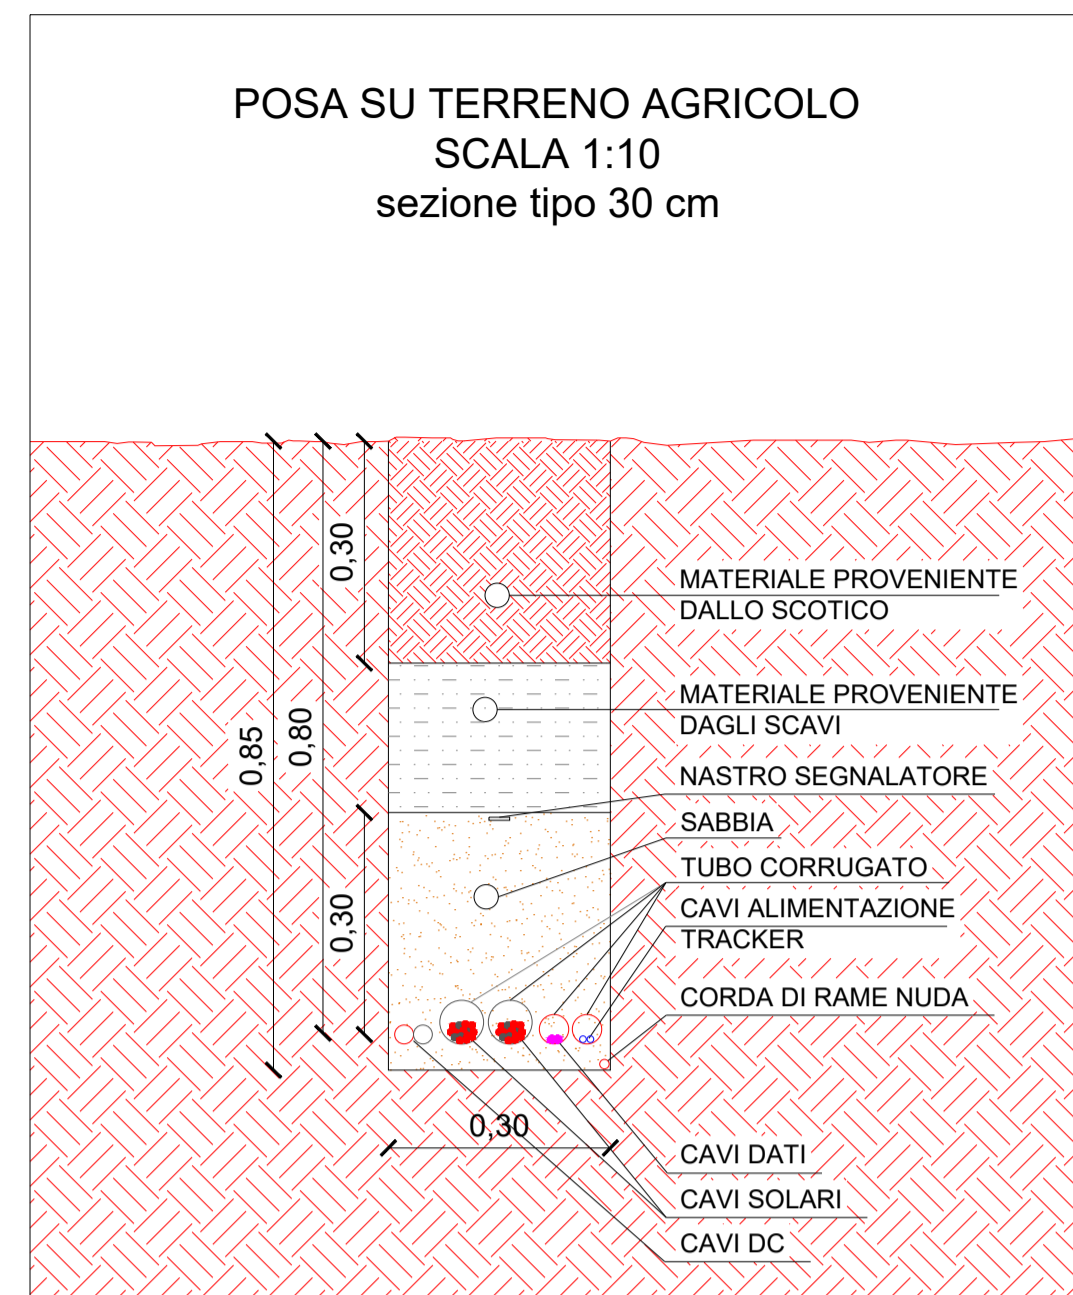 POSA SU TERRENO AGRICOLO
SCALA 1:10
sezione tipo 30 cm
0,30
MATERIALE PROVENIENTE
DALLO SCOTICO
MATERIALE PROVENIENTE
DAGLI SCAVI
0,85
0,80
NASTRO SEGNALATORE
SABBIA
TUBO CORRUGATO
0,30
CAVI ALIMENTAZIONE
TRACKER
CORDA DI RAME NUDA
0,30
CAVI DATI
CAVI SOLARI
CAVI DC